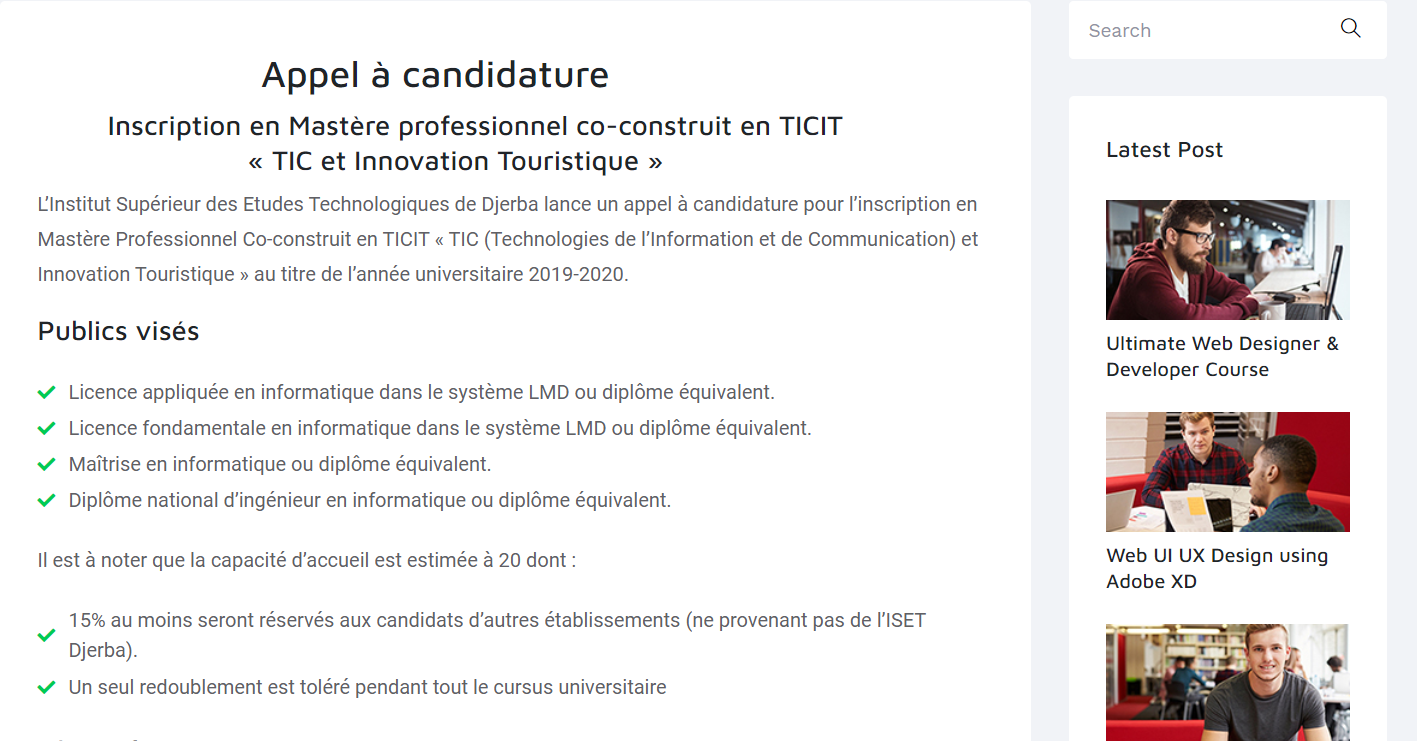 Appel à candidature
Inscription en Mastère professionnel co-construit en TICIT
« TIC et Innovation Touristique »
L’Institut Supérieur des Etudes Technologiques de Djerba lance un appel à candidature pour l’inscription en
Mastère Professionnel Co-construit en TICIT « TIC (Technologies de l’Information et de Communication) et
Innovation Touristique » au titre de l’année universitaire 2019-2020.
Publics visés
Licence appliquée en informatique dans le système LMD ou diplôme équivalent.
Licence fondamentale en informatique dans le système LMD ou diplôme équivalent.
Maîtrise en informatique ou diplôme équivalent.
Diplôme national d’ingénieur en informatique ou diplôme équivalent.
Il est à noter que la capacité d’accueil est estimée à 20 dont :
15% au moins seront réservés aux candidats d’autres établissements (ne provenant pas de l’ISET
Djerba).
Un seul redoublement est toléré pendant tout le cursus universitaire
Search
Latest Post
Ultimate Web Designer &
Developer Course
Web UI UX Design using
Adobe XD